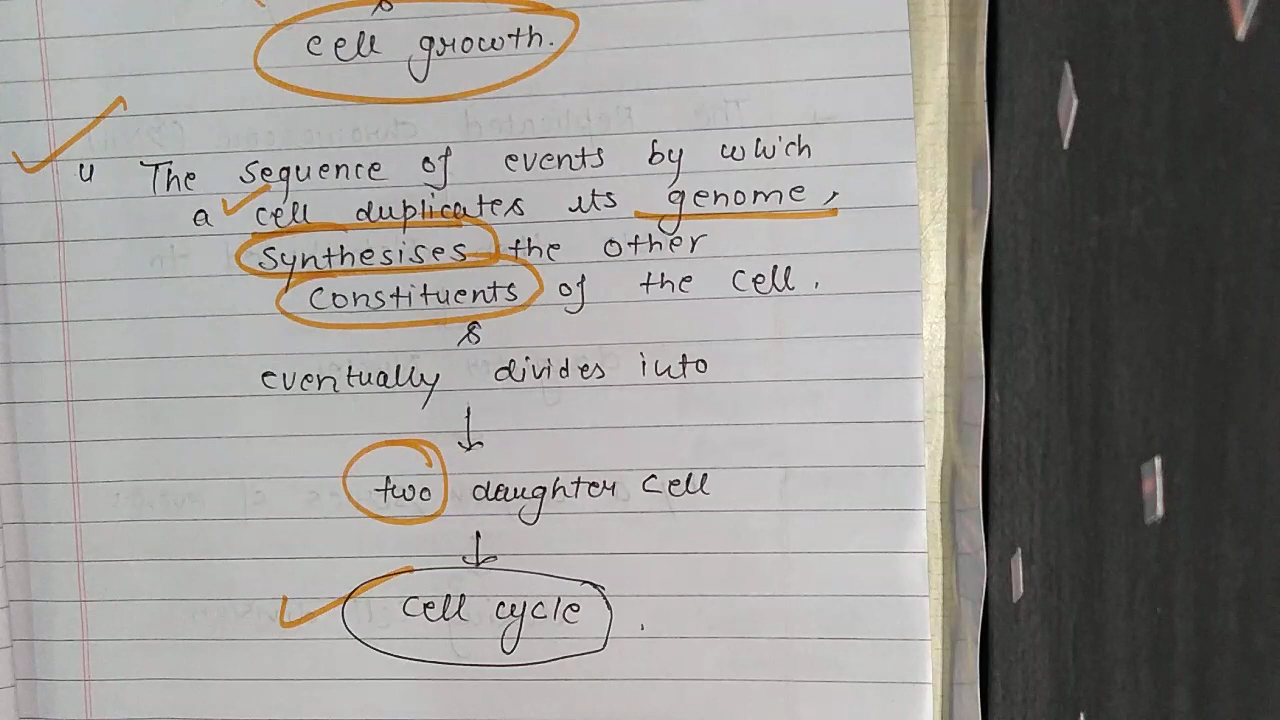 &
cell growth.
4 The sequence of events by which
a cell duplicates its genome,
synthesises the other
constituents of the cell.
&
eventually divides into
↓
two daughter cell
↓
cell cycle.